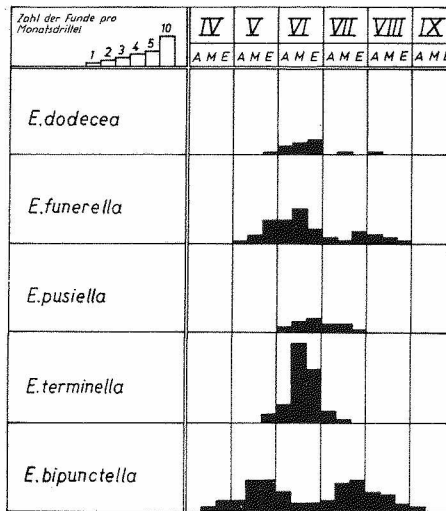 Zahl der Funde pro
Monatsdrittel
1 2 3 4 5 10
IV V VI VII VIII IX
A M E A M E A M E A M E A M E A M E
E.dodecea
E.funerella
E.pusiella
E.terminella
E.bipunctella